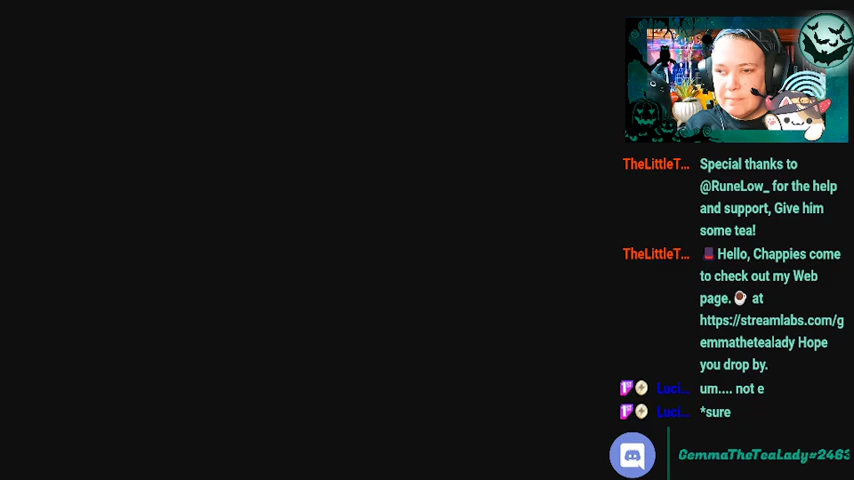 TheLittleT... Special thanks to
@RuneLow_ for the help
and support, Give him
some tea!
TheLittleT... Hello, Chappies come
to check out my Web
page. at
https://streamlabs.com/g
emmathetealady Hope
you drop by.
Luci... um.... not e
Luci... *sure
GemmaTheTeaLady#2463